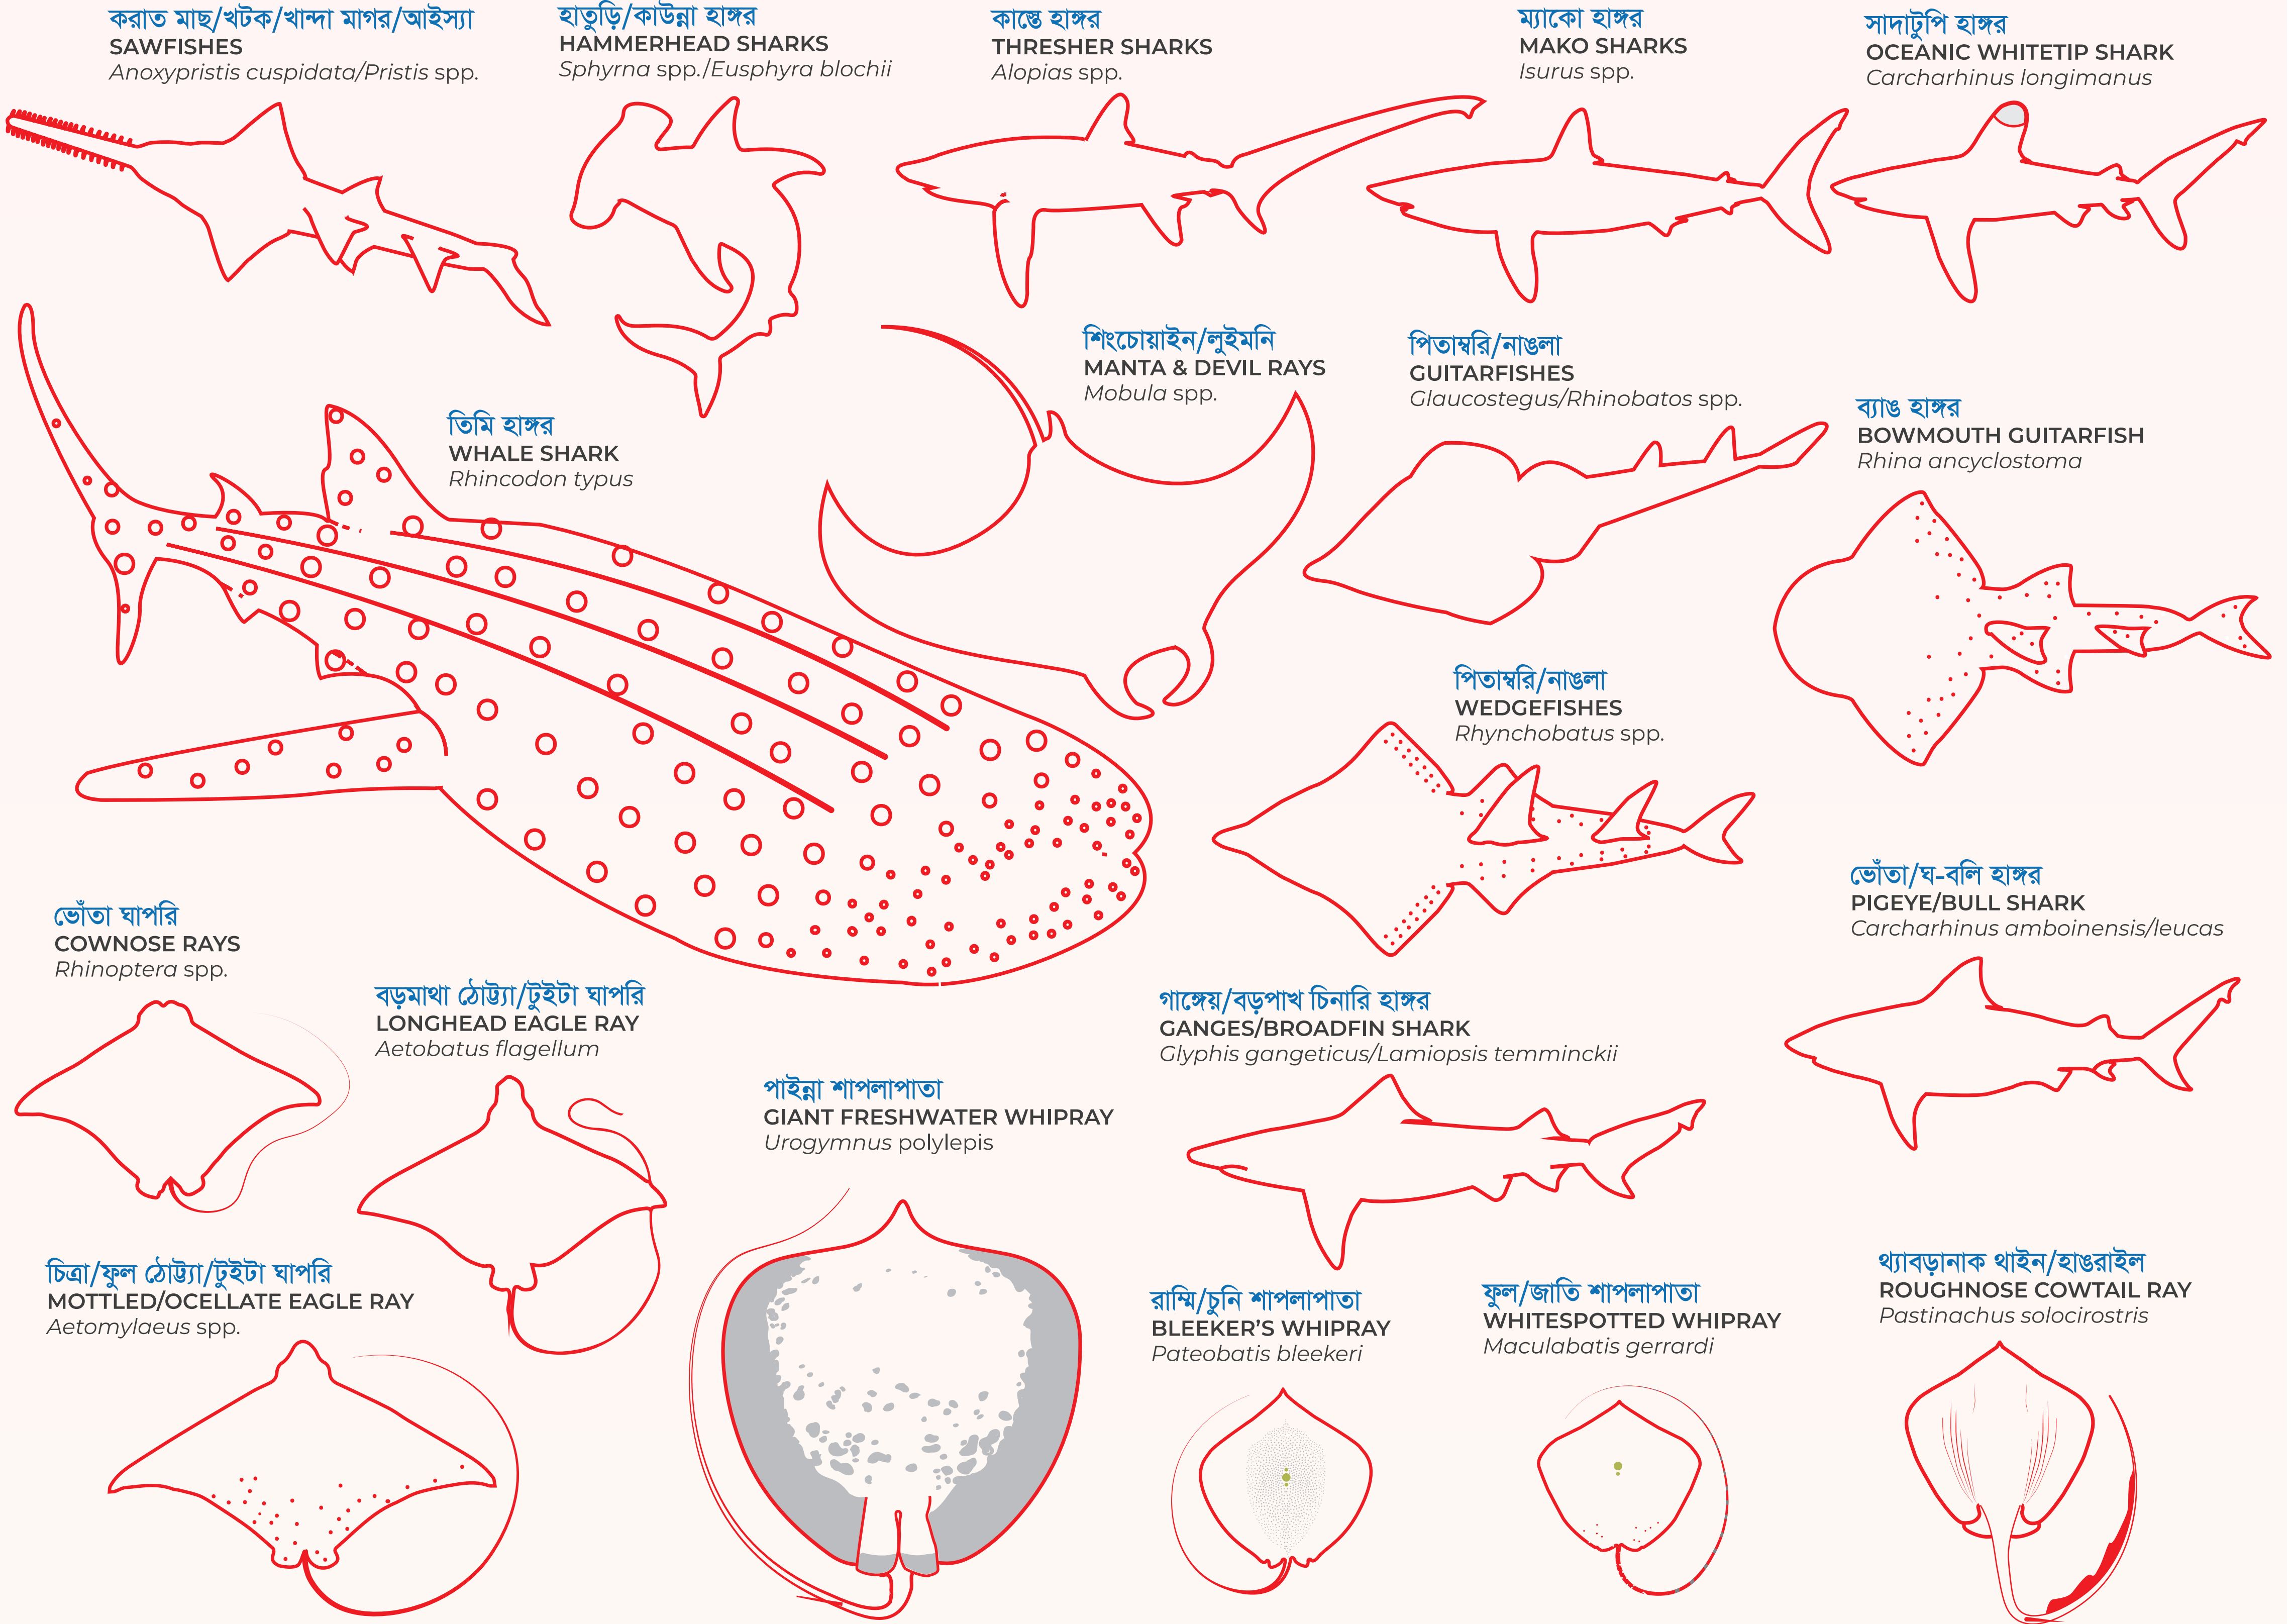 করাত মাছ/খটক/খান্দা মাগর/আইস্যা
SAWFISHES
Anoxypristis cuspidata/Pristis spp.
হাতুড়ি/কাউন্না হাঙ্গর
HAMMERHEAD SHARKS
Sphyrna spp./Eusphyra blochii
কাস্তে হাঙ্গর
THRESHER SHARKS
Alopias spp.
ম্যাকো হাঙ্গর
MAKO SHARKS
Isurus spp.
সাদাটুপি হাঙ্গর
OCEANIC WHITETIP SHARK
Carcharhinus longimanus
তিমি হাঙ্গর
WHALE SHARK
Rhincodon typus
শিংচোয়াইন/লুইমনি
MANTA & DEVIL RAYS
Mobula spp.
পিতাম্বরি/নাঙলা
GUITARFISHES
Glaucostegus/Rhinobatos spp.
ব্যাঙ হাঙ্গর
BOWMOUTH GUITARFISH
Rhina ancyclostoma
পিতাম্বরি/নাঙলা
WEDGEFISHES
Rhynchobatus spp.
ভোঁতা/ঘ-বলি হাঙ্গর
PIGEYE/BULL SHARK
Carcharhinus amboinensis/leucas
ভোঁতা ঘাপরি
COWNOSE RAYS
Rhinoptera spp.
বড়মাথা ঠোট্ট্যা/টুইটা ঘাপরি
LONGHEAD EAGLE RAY
Aetobatus flagellum
গাঙ্গেয়/বড়পাখ চিনারি হাঙ্গর
GANGES/BROADFIN SHARK
Glyphis gangeticus/Lamiopsis temminckii
পাইন্না শাপলাপাতা
GIANT FRESHWATER WHIPRAY
Urogymnus polylepis
চিত্রা/ফুল ঠোট্ট্যা/টুইটা ঘাপরি
MOTTLED/OCELLATE EAGLE RAY
Aetomylaeus spp.
রাম্মি/চুনি শাপলাপাতা
BLEEKER'S WHIPRAY
Pateobatis bleekeri
ফুল/জাতি শাপলাপাতা
WHITESPOTTED WHIPRAY
Maculabatis gerrardi
থ্যাবড়ানাক থাইন/হাঙরাইল
ROUGHNOSE COWTAIL RAY
Pastinachus solocirostris